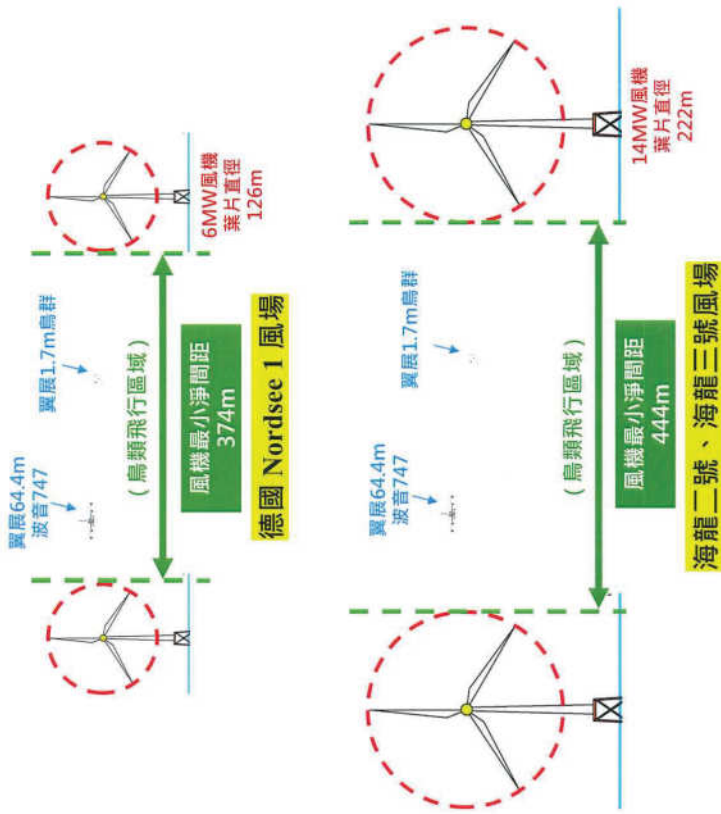 翼展64.4m
波音747
翼展1.7m鳥群
(鳥類飛行區域)
風機最小淨間距
374m
6MW風機
葉片直徑
126m
德國 Nordsee 1 風場
翼展64.4m
波音747
翼展1.7m鳥群
(鳥類飛行區域)
風機最小淨間距
444m
14MW風機
葉片直徑
222m
海龍二號、海龍三號風場